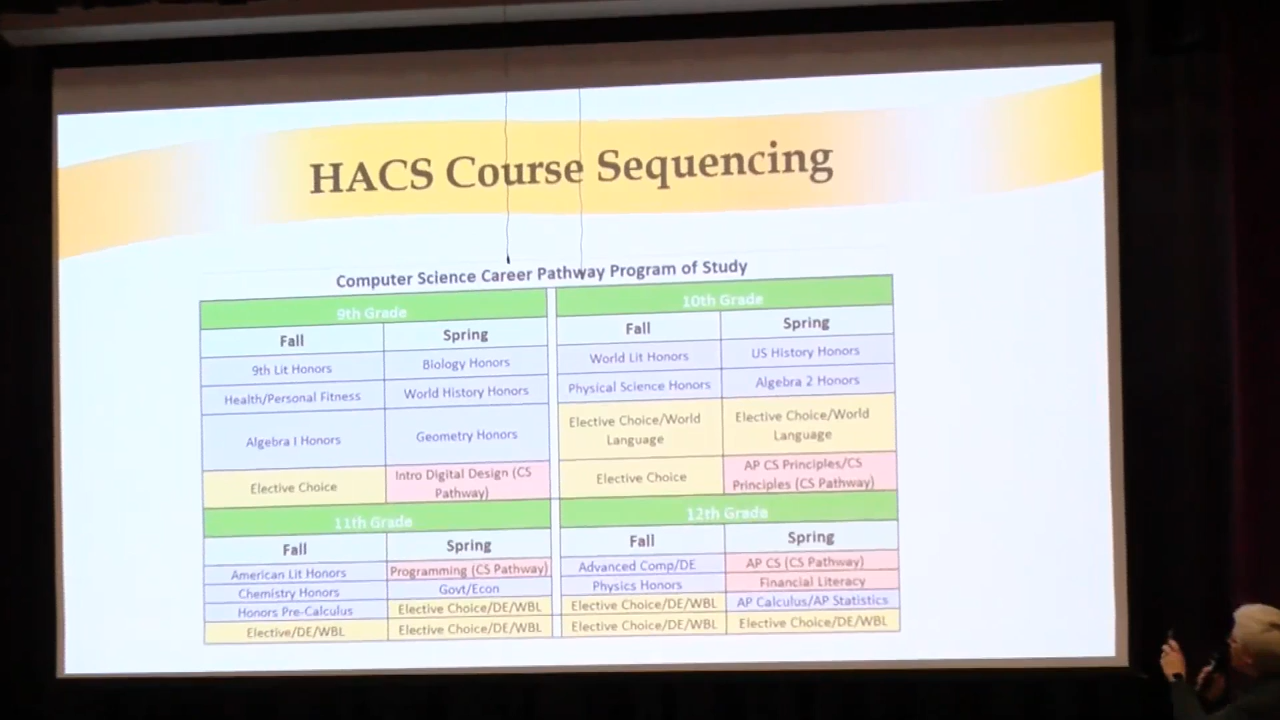 HACS Course Sequencing
Computer Science Career Pathway Program of Study
9th Grade
Fall
Spring
9th Lit Honors
Biology Honors
Health/Personal Fitness
World History Honors
Algebra I Honors
Geometry Honors
Elective Choice
Intro Digital Design (CS
Pathway)
10th Grade
Fall
Spring
World Lit Honors
US History Honors
Physical Science Honors
Algebra 2 Honors
Elective Choice/World
Language
Elective Choice/World
Language
Elective Choice
AP CS Principles/CS
Principles (CS Pathway)
11th Grade
Fall
Spring
American Lit Honors
Programming (CS Pathway)
Chemistry Honors
Govt/Econ
Honors Pre-Calculus
Elective Choice/DE/WBL
Elective/DE/WBL
Elective Choice/DE/WBL
12th Grade
Fall
Spring
Advanced Comp/DE
AP CS (CS Pathway)
Physics Honors
Financial Literacy
Elective Choice/DE/WBL
AP Calculus/AP Statistics
Elective Choice/DE/WBL
Elective Choice/DE/WBL